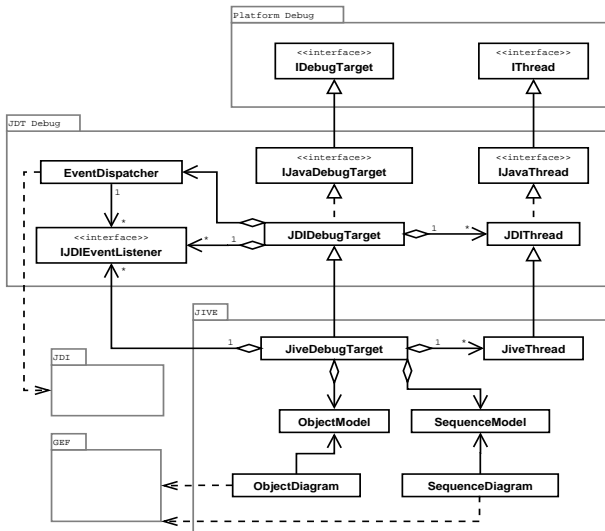 Platform Debug
<<interface>>
IDebugTarget
<<interface>>
IThread
JDT Debug
<<interface>>
IJavaDebugTarget
<<interface>>
IJavaThread
EventDispatcher
1
*
<<interface>>
IJDIEventListener
*
1
JDIDebugTarget
1
*
JDIThread
*
JIVE
1
JiveDebugTarget
1
*
JiveThread
JDI
ObjectModel
SequenceModel
GEF
ObjectDiagram
SequenceDiagram